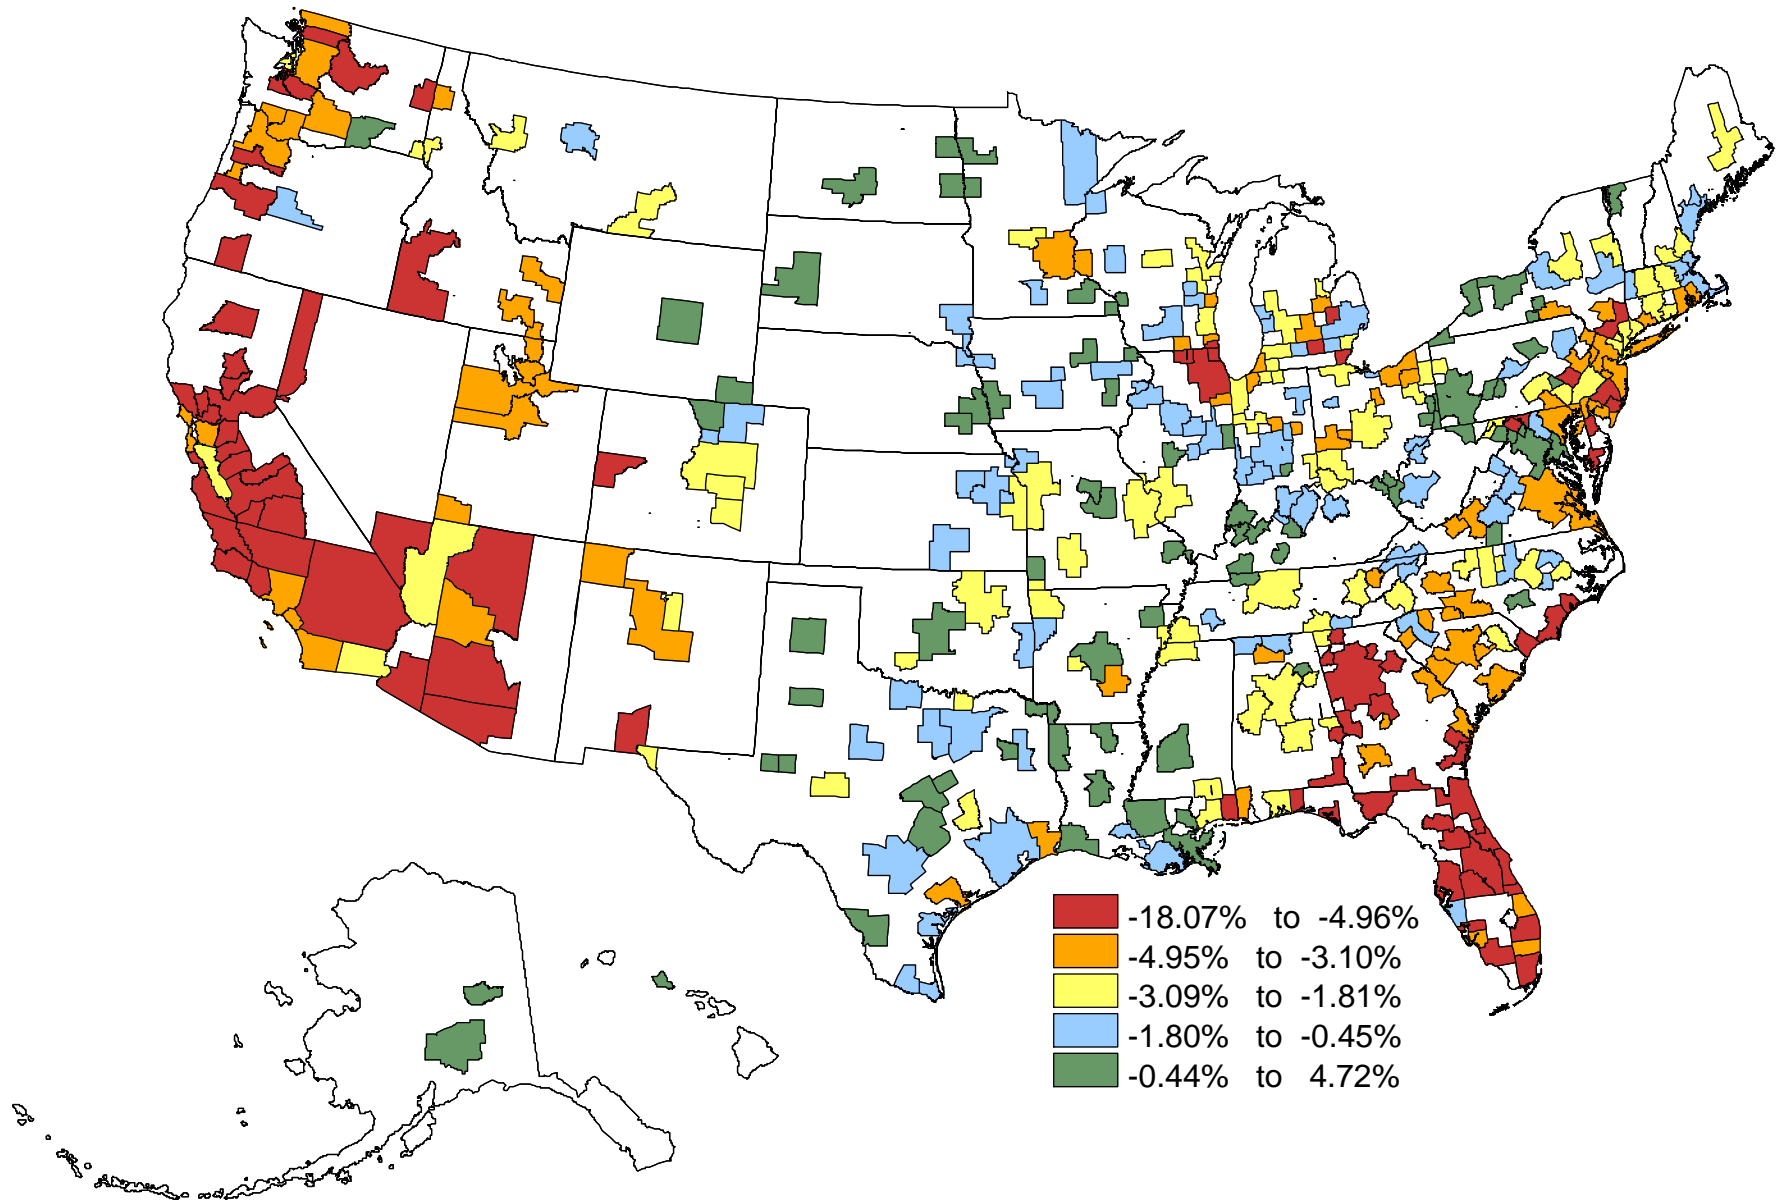 -18.07% to -4.96%
-4.95% to -3.10%
-3.09% to -1.81%
-1.80% to -0.45%
-0.44% to 4.72%